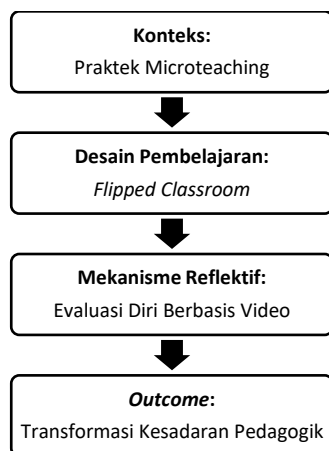 Konteks:
Praktek Microteaching
Desain Pembelajaran:
Flipped Classroom
Mekanisme Reflektif:
Evaluasi Diri Berbasis Video
Outcome:
Transformasi Kesadaran Pedagogik